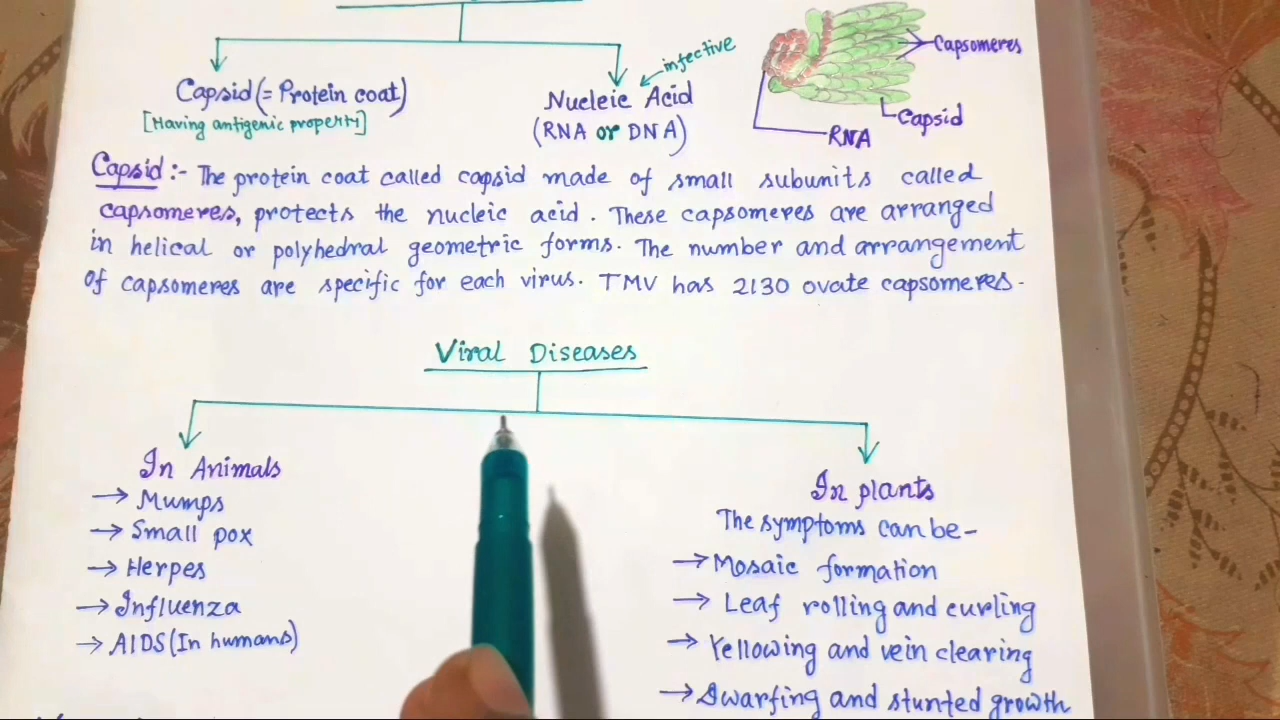 infective
Capsid (= Protein coat)
[Having antigenic property]
Nucleic Acid
(RNA or DNA)
Capsomeres
Capsid
RNA
Capsid :- The protein coat called capsid made of small subunits called
capsomeres, protects the nucleic acid. These capsomeres are arranged
in helical or polyhedral geometric forms. The number and arrangement
of capsomeres are specific for each virus. TMV has 2130 ovate capsomeres.
Viral Diseases
In Animals
→ Mumps
→ Small pox
→ Herpes
→ Influenza
→ AIDS (In humans)
In plants
The symptoms can be-
→ Mosaic formation
→ Leaf rolling and curling
→ Yellowing and vein clearing
→ Dwarfing and stunted growth